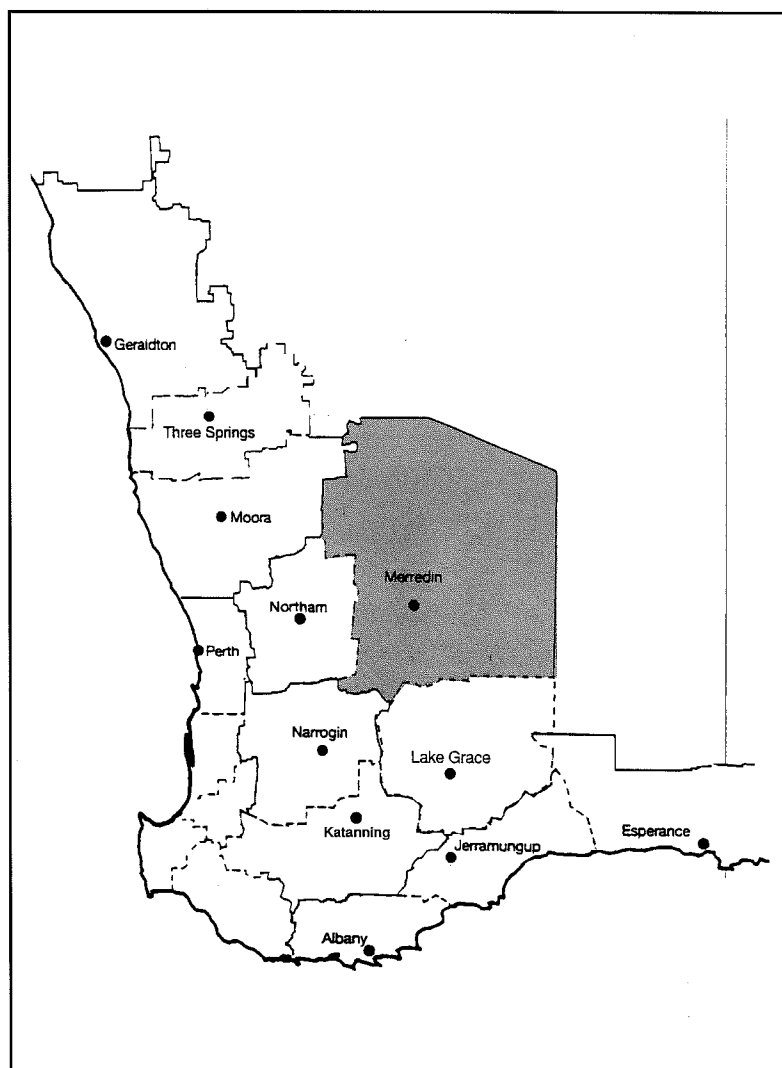 Geraldton
Three Springs
Moora
Merredin
Northam
Perth
Narrogin
Lake Grace
Katanning
Esperance
Jerramungup
Albany